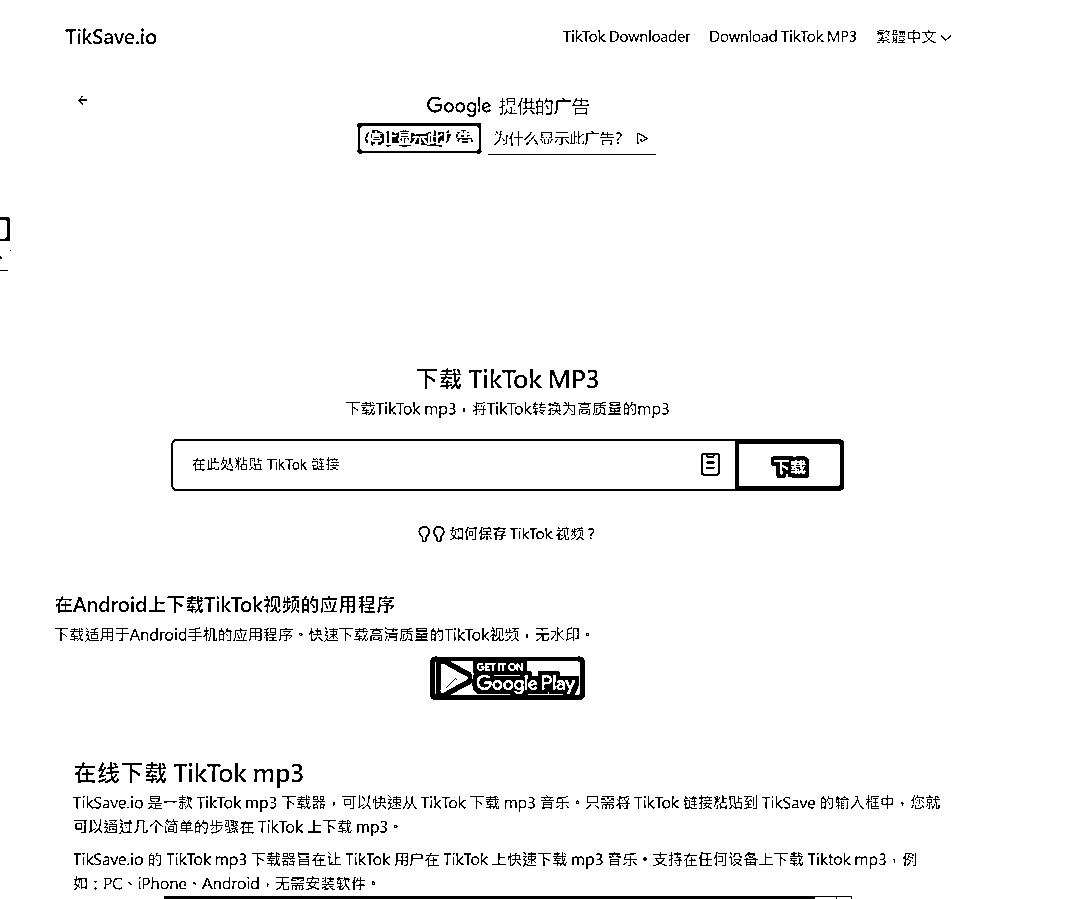 TikSave.io
TikTok Downloader Download TikTok MP3 繁體中文
Google 提供的广告
停止显示此广告 为什么显示此广告?
下载 TikTok MP3
下载TikTok mp3，将TikTok转换为高质量的mp3
在此处粘贴 TikTok 链接 下载
如何保存 TikTok 视频？
在Android上下载TikTok视频的应用程序
下载适用于Android手机的应用程序。快速下载高清质量的TikTok视频，无水印。
GET IT ON
Google Play
在线下载 TikTok mp3
TikSave.io 是一款 TikTok mp3 下载器，可以快速从 TikTok 下载 mp3 音乐。只需将 TikTok 链接粘贴到 TikSave 的输入框中，您就
可以通过几个简单的步骤在 TikTok 上下载 mp3。
TikSave.io 的 TikTok mp3 下载器旨在让 TikTok 用户在 TikTok 上快速下载 mp3 音乐。支持在任何设备上下载 Tiktok mp3，例
如：PC、iPhone、Android，无需安装软件。